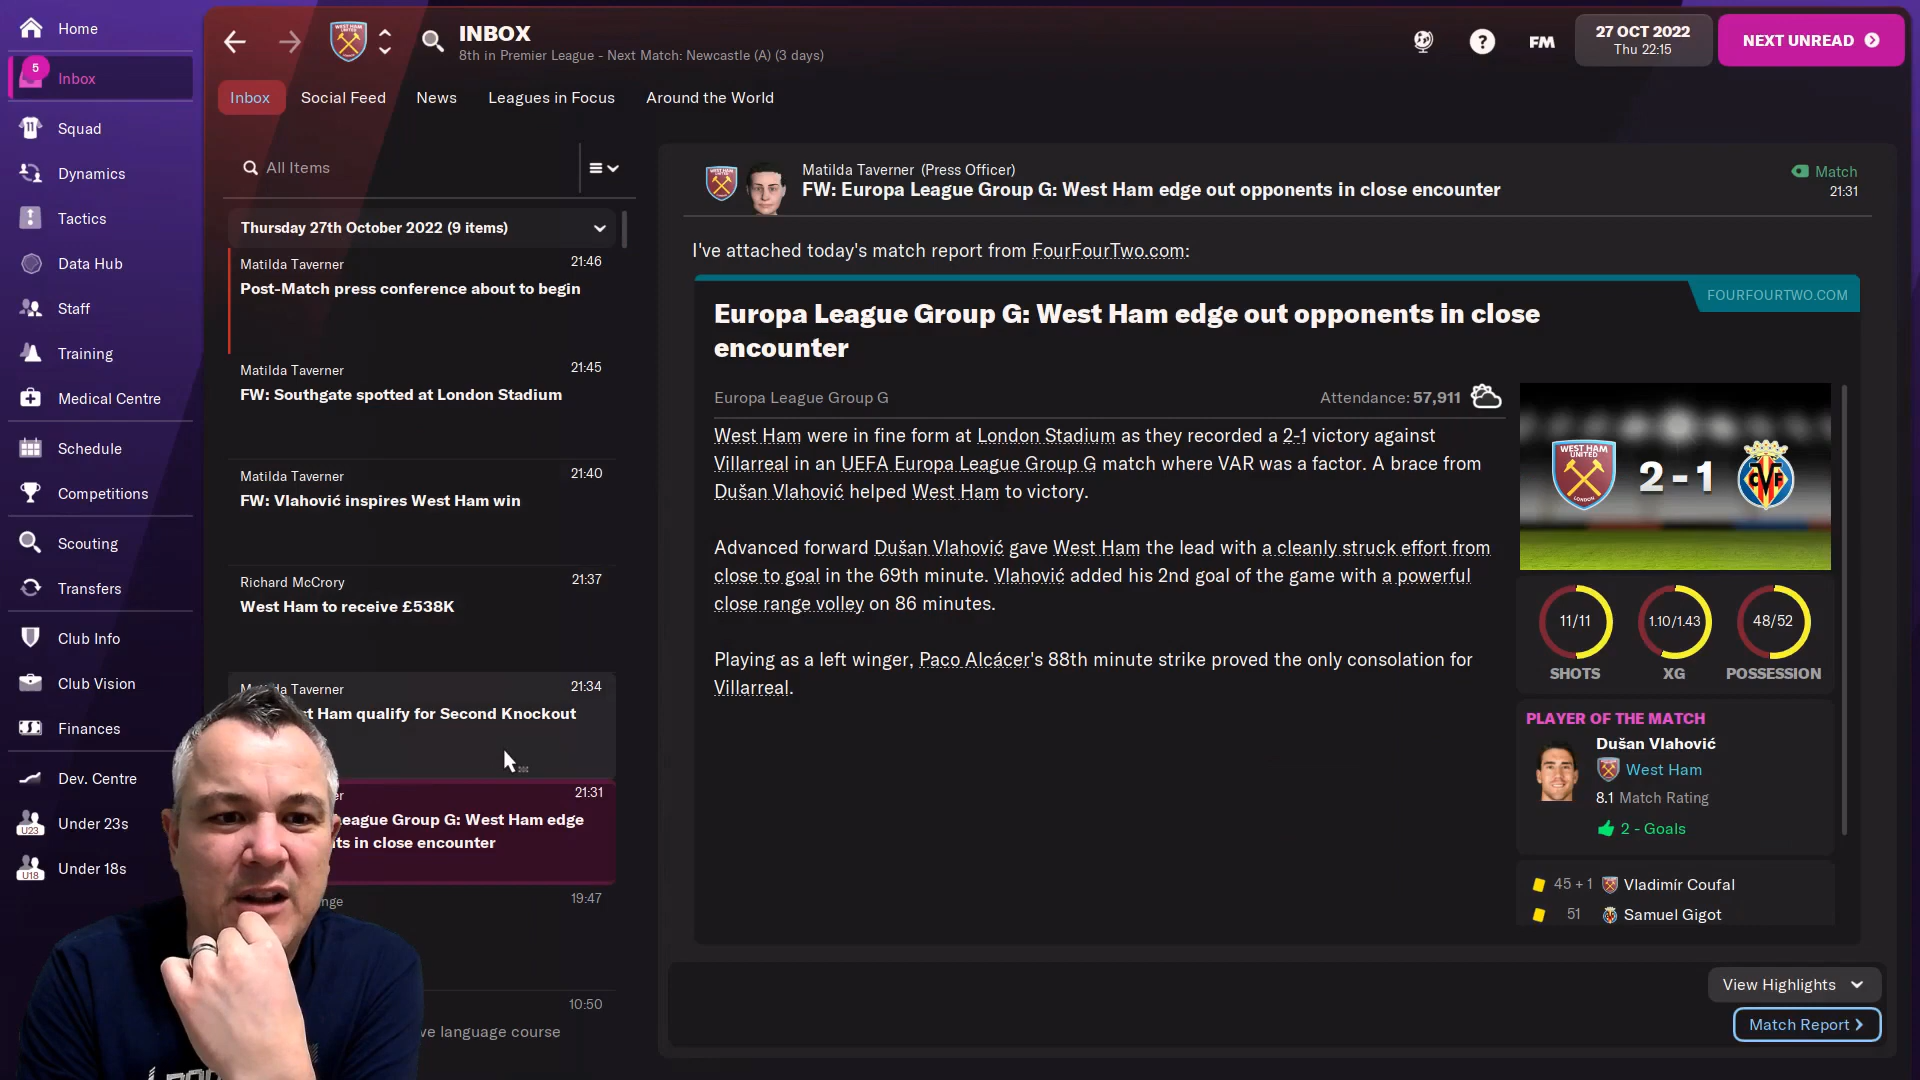 Home
5
Inbox
Squad
Dynamics
Tactics
Data Hub
Staff
Training
Medical Centre
Schedule
Competitions
Scouting
Transfers
Club Info
Club Vision
Finances
Dev. Centre
U23 Under 23s
U18 Under 18s
INBOX
8th in Premier League - Next Match: Newcastle (A) (3 days)
? FM
27 OCT 2022
Thu 22:15
NEXT UNREAD
Inbox Social Feed News Leagues in Focus Around the World
All Items
Thursday 27th October 2022 (9 items)
Matilda Taverner 21:46
Post-Match press conference about to begin
Matilda Taverner 21:45
FW: Southgate spotted at London Stadium
Matilda Taverner 21:40
FW: Vlahović inspires West Ham win
Richard McCrory 21:37
West Ham to receive £538K
Taverner 21:34
Ham qualify for Second Knockout
21:31
League Group G: West Ham edge
in close encounter
19:47
10:50
language course
Matilda Taverner (Press Officer)
FW: Europa League Group G: West Ham edge out opponents in close encounter
Match
21:31
I've attached today's match report from FourFourTwo.com:
FOURFOURTWO.COM
Europa League Group G: West Ham edge out opponents in close
encounter
Europa League Group G Attendance: 57,911
West Ham were in fine form at London Stadium as they recorded a 2-1 victory against
Villarreal in an UEFA Europa League Group G match where VAR was a factor. A brace from
Dušan Vlahović helped West Ham to victory.
Advanced forward Dušan Vlahović gave West Ham the lead with a cleanly struck effort from
close to goal in the 69th minute. Vlahović added his 2nd goal of the game with a powerful
close range volley on 86 minutes.
Playing as a left winger, Paco Alcácer's 88th minute strike proved the only consolation for
Villarreal.
WEST HAM
UNITED
LONDON
2 - 1
11/11 1.10/1.43 48/52
SHOTS XG POSSESSION
PLAYER OF THE MATCH
Dušan Vlahović
West Ham
8.1 Match Rating
2 - Goals
45 + 1 Vladimír Coufal
51 Samuel Gigot
View Highlights
Match Report